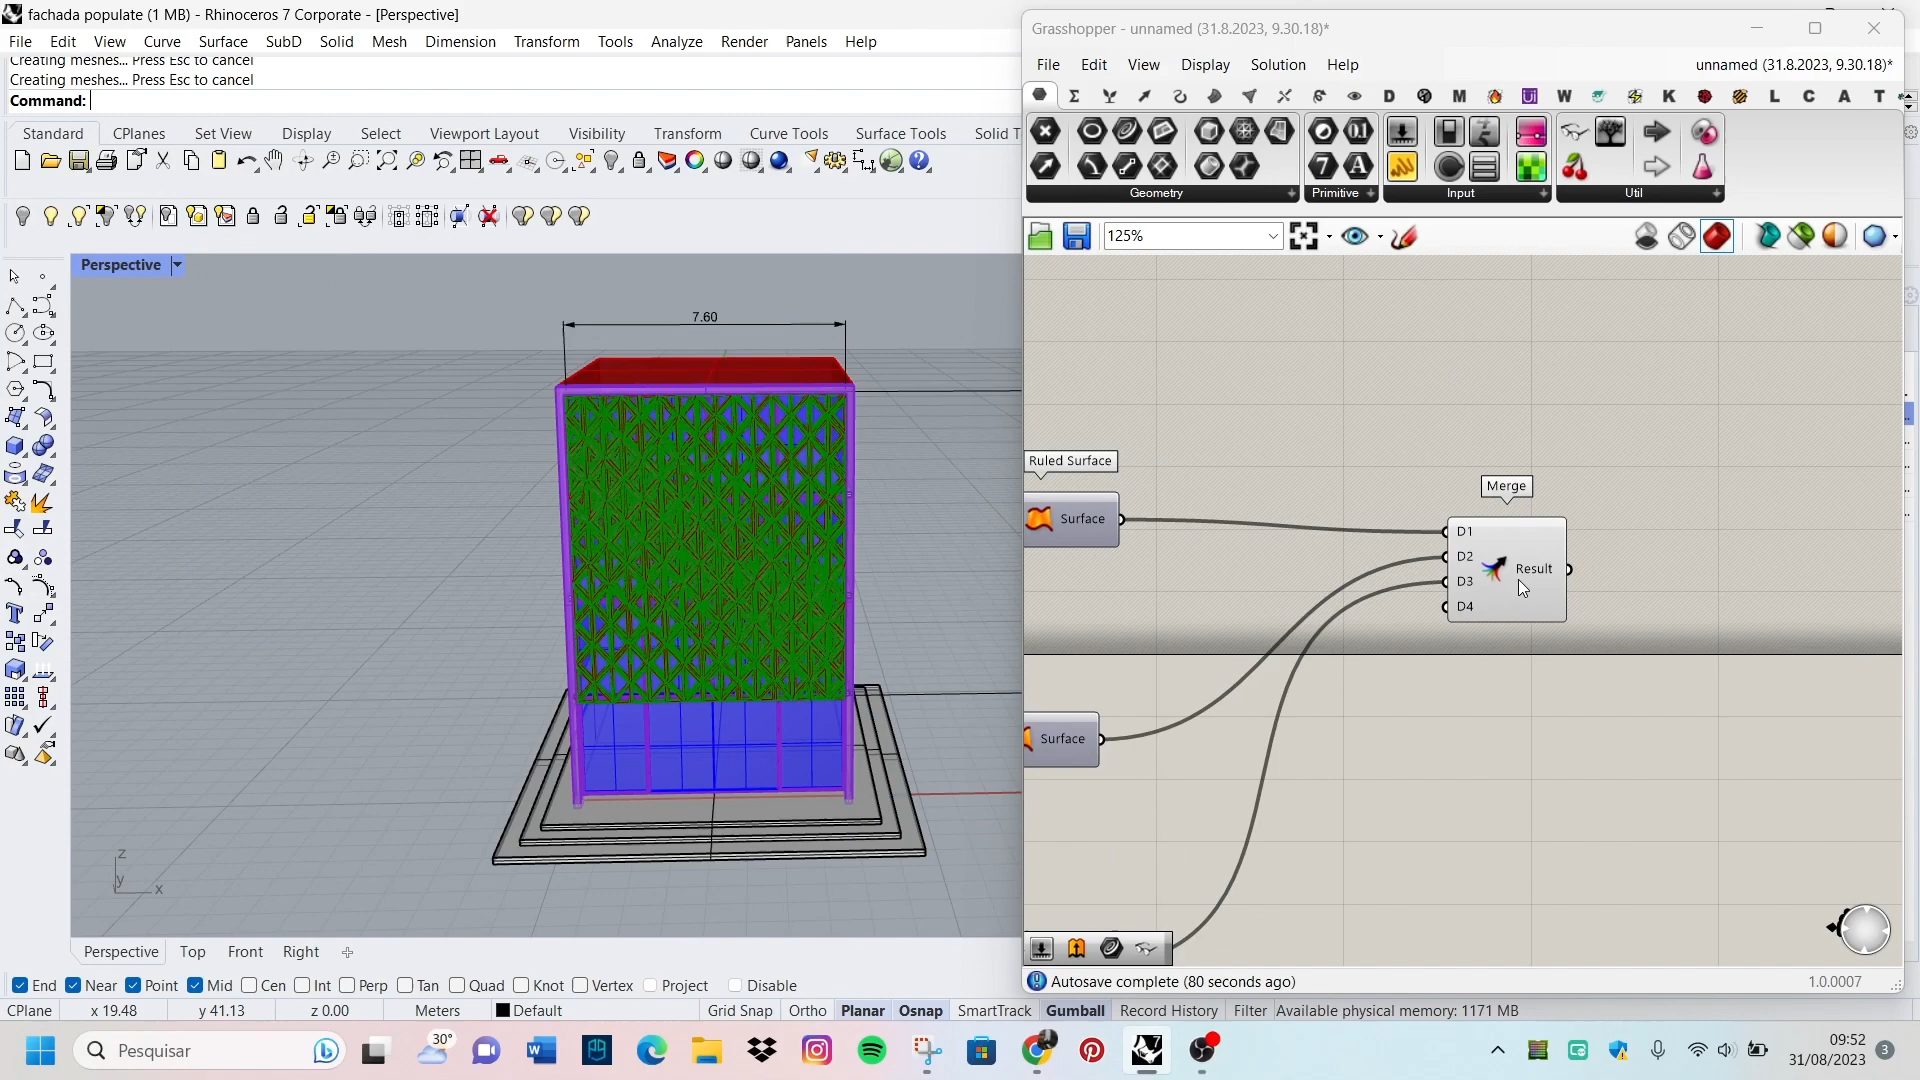 fachada populate (1 MB) - Rhinoceros 7 Corporate - [Perspective]
File Edit View Curve Surface SubD Solid Mesh Dimension Transform Tools Analyze Render Panels Help
Creating meshes... Press Esc to cancel
Creating meshes... Press Esc to cancel
Command:
Standard CPlanes Set View Display Select Viewport Layout Visibility Transform Curve Tools Surface Tools Solid T
Perspective
7.60
z
y
x
Perspective Top Front Right
End Near Point Mid Cen Int Perp Tan Quad Knot Vertex Project Disable
CPlane x 19.48 y 41.13 z 0.00 Meters Default Grid Snap Ortho Planar Osnap SmartTrack Gumball Record History Filter Available physical memory: 1171 MB
Grasshopper - unnamed (31.8.2023, 9.30.18)*
File Edit View Display Solution Help unnamed (31.8.2023, 9.30.18)*
D M W K L C A T
Geometry Primitive Input Util
125%
Ruled Surface
Surface
Merge
D1
D2
D3
D4
Result
Surface
Autosave complete (80 seconds ago) 1.0.0007
Pesquisar
30°
09:52
31/08/2023
3